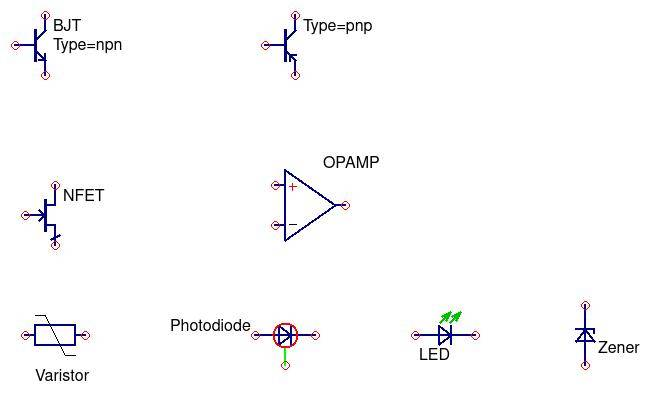 BJT
Type=npn
Type=pnp
OPAMP
+
−
NFET
Photodiode
LED
Zener
Varistor